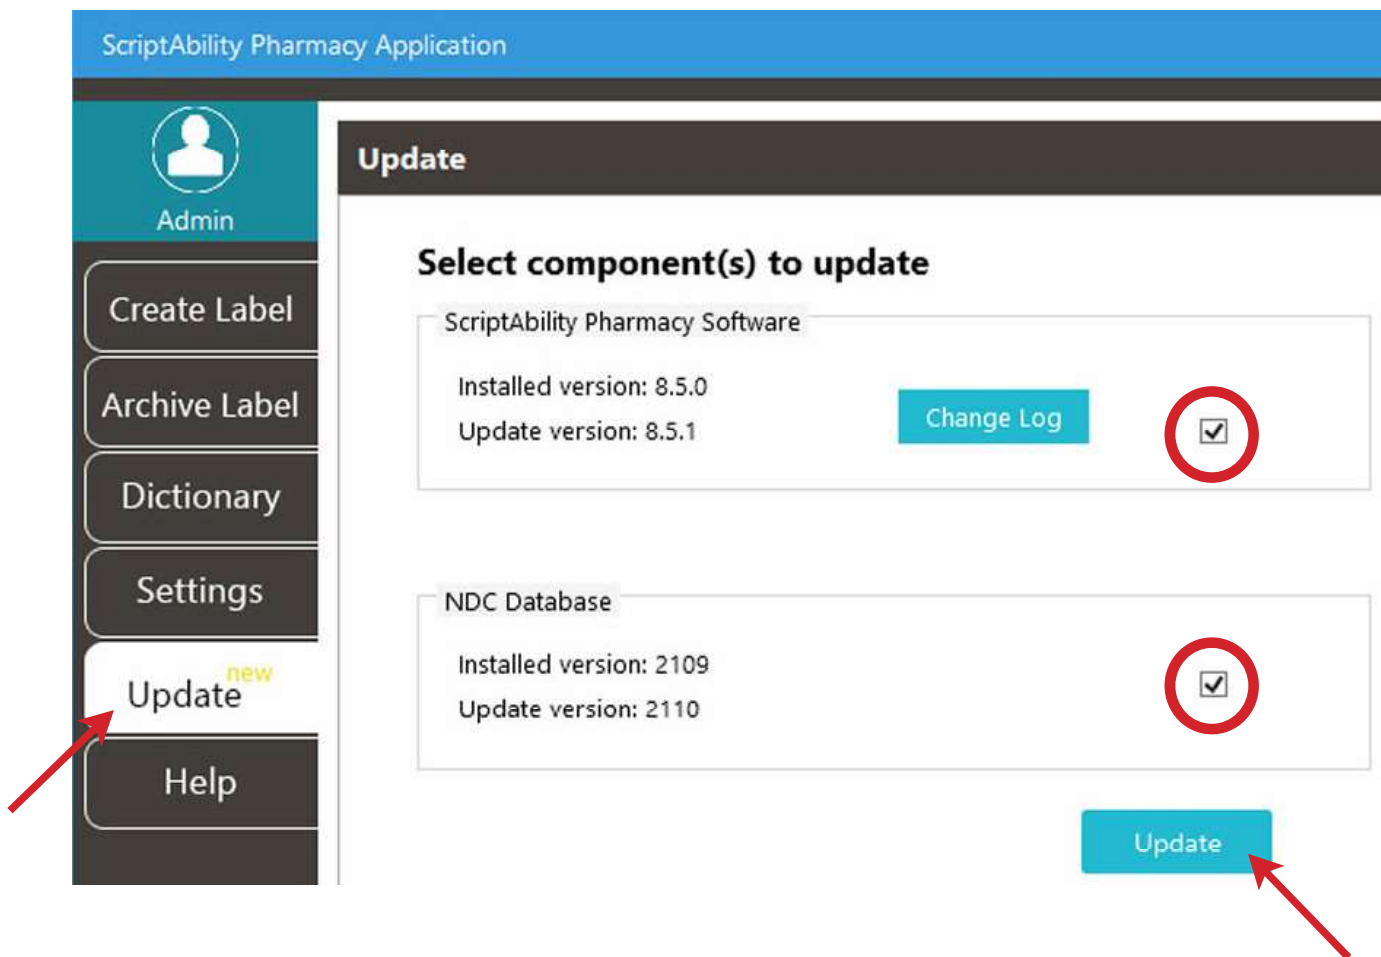 ScriptAbility Pharmacy Application
Admin
Create Label
Archive Label
Dictionary
Settings
Update new
Help
Update
Select component(s) to update
ScriptAbility Pharmacy Software
Installed version: 8.5.0
Update version: 8.5.1
Change Log
NDC Database
Installed version: 2109
Update version: 2110
Update